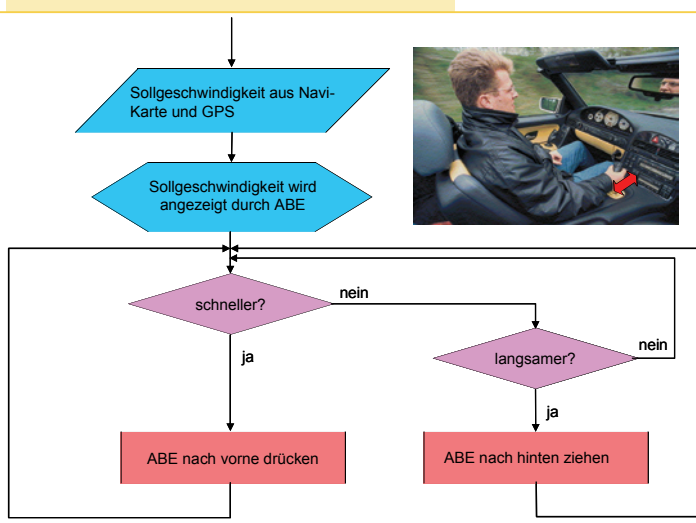 Sollgeschwindigkeit aus Navi-
Karte und GPS
Sollgeschwindigkeit wird
angezeigt durch ABE
schneller?
nein
ja
langsamer?
nein
ja
ABE nach vorne drücken
ABE nach hinten ziehen